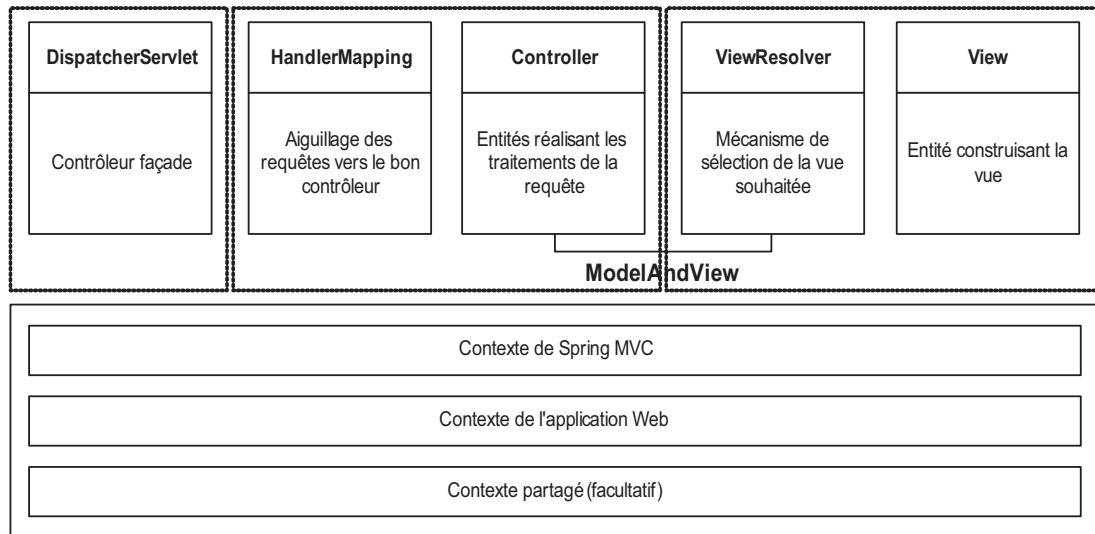 DispatcherServlet
Contrôleur façade
HandlerMapping
Aiguillage des
requêtes vers le bon
contrôleur
Controller
Entités réalisant les
traitements de la
requête
ViewResolver
Mécanisme de
sélection de la vue
souhaitée
View
Entité construisant la
vue
ModelAndView
Contexte de Spring MVC
Contexte de l'application Web
Contexte partagé (facultatif)